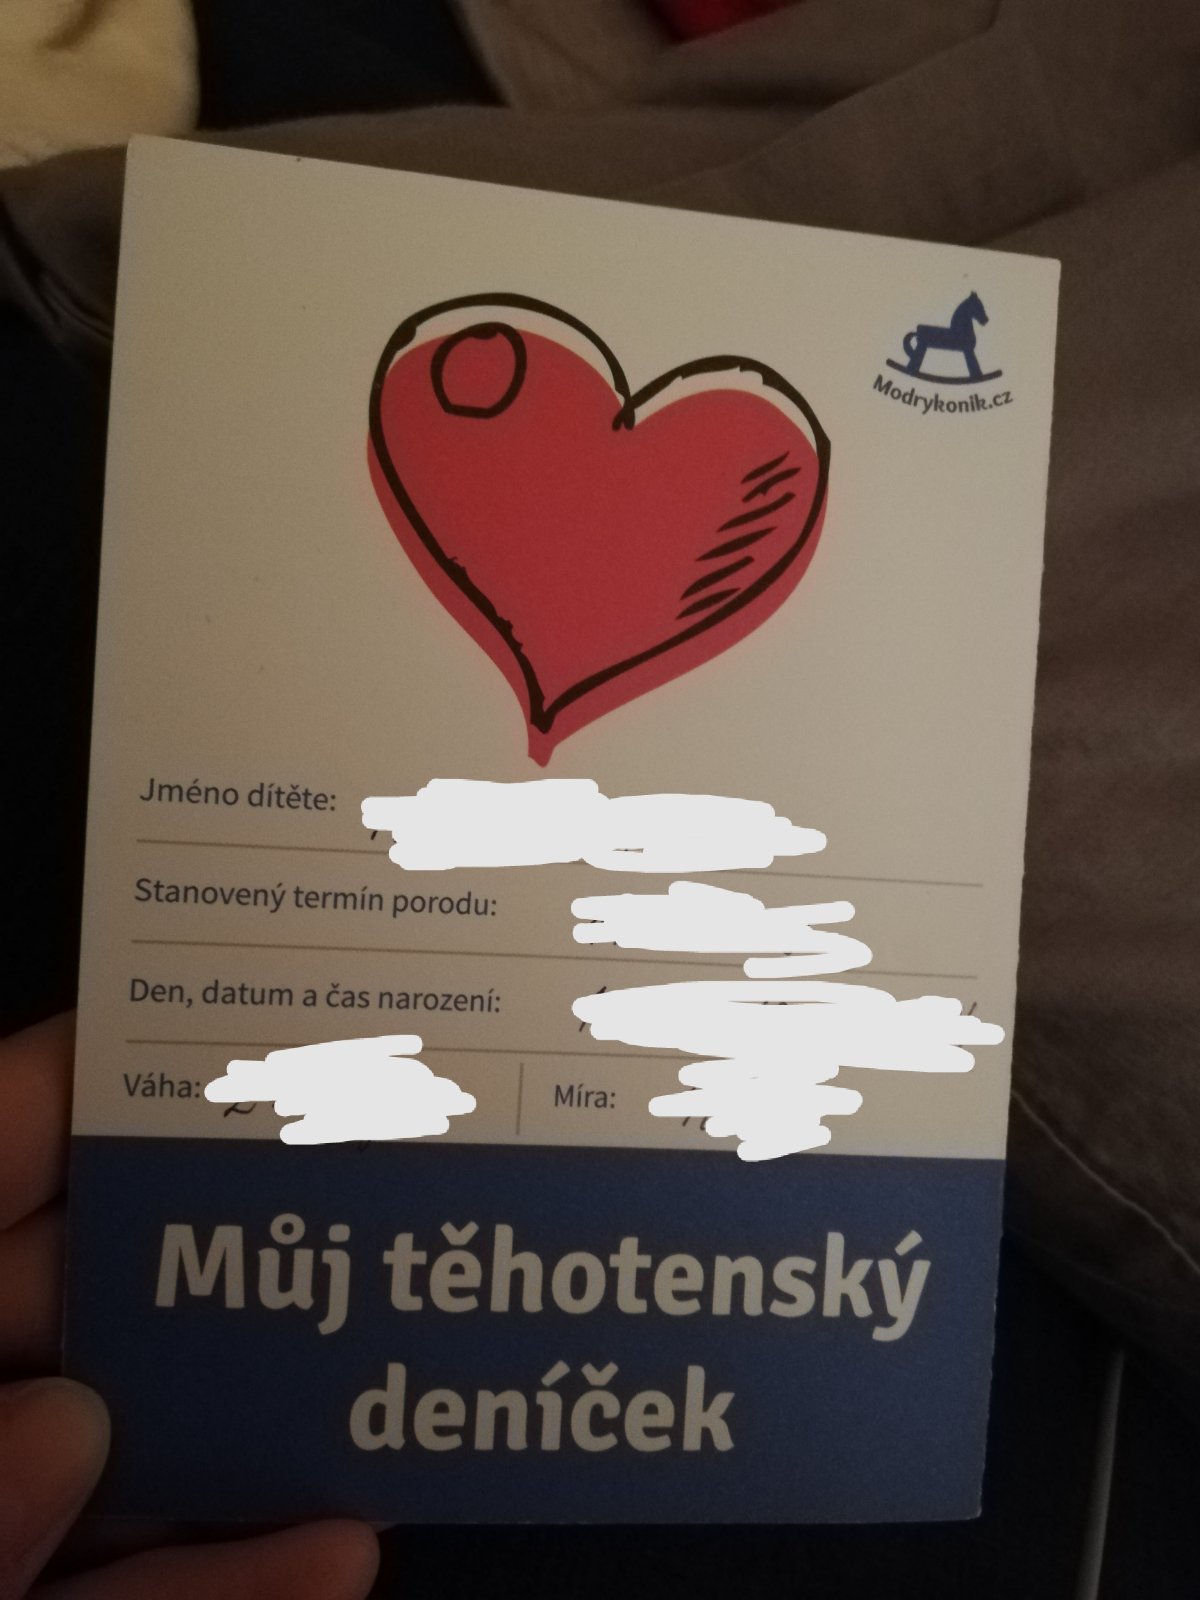 Modrykonik.cz
Jméno dítěte:
Stanovený termín porodu:
Den, datum a čas narození:
Váha:
Míra:
Můj těhotenský
deníček